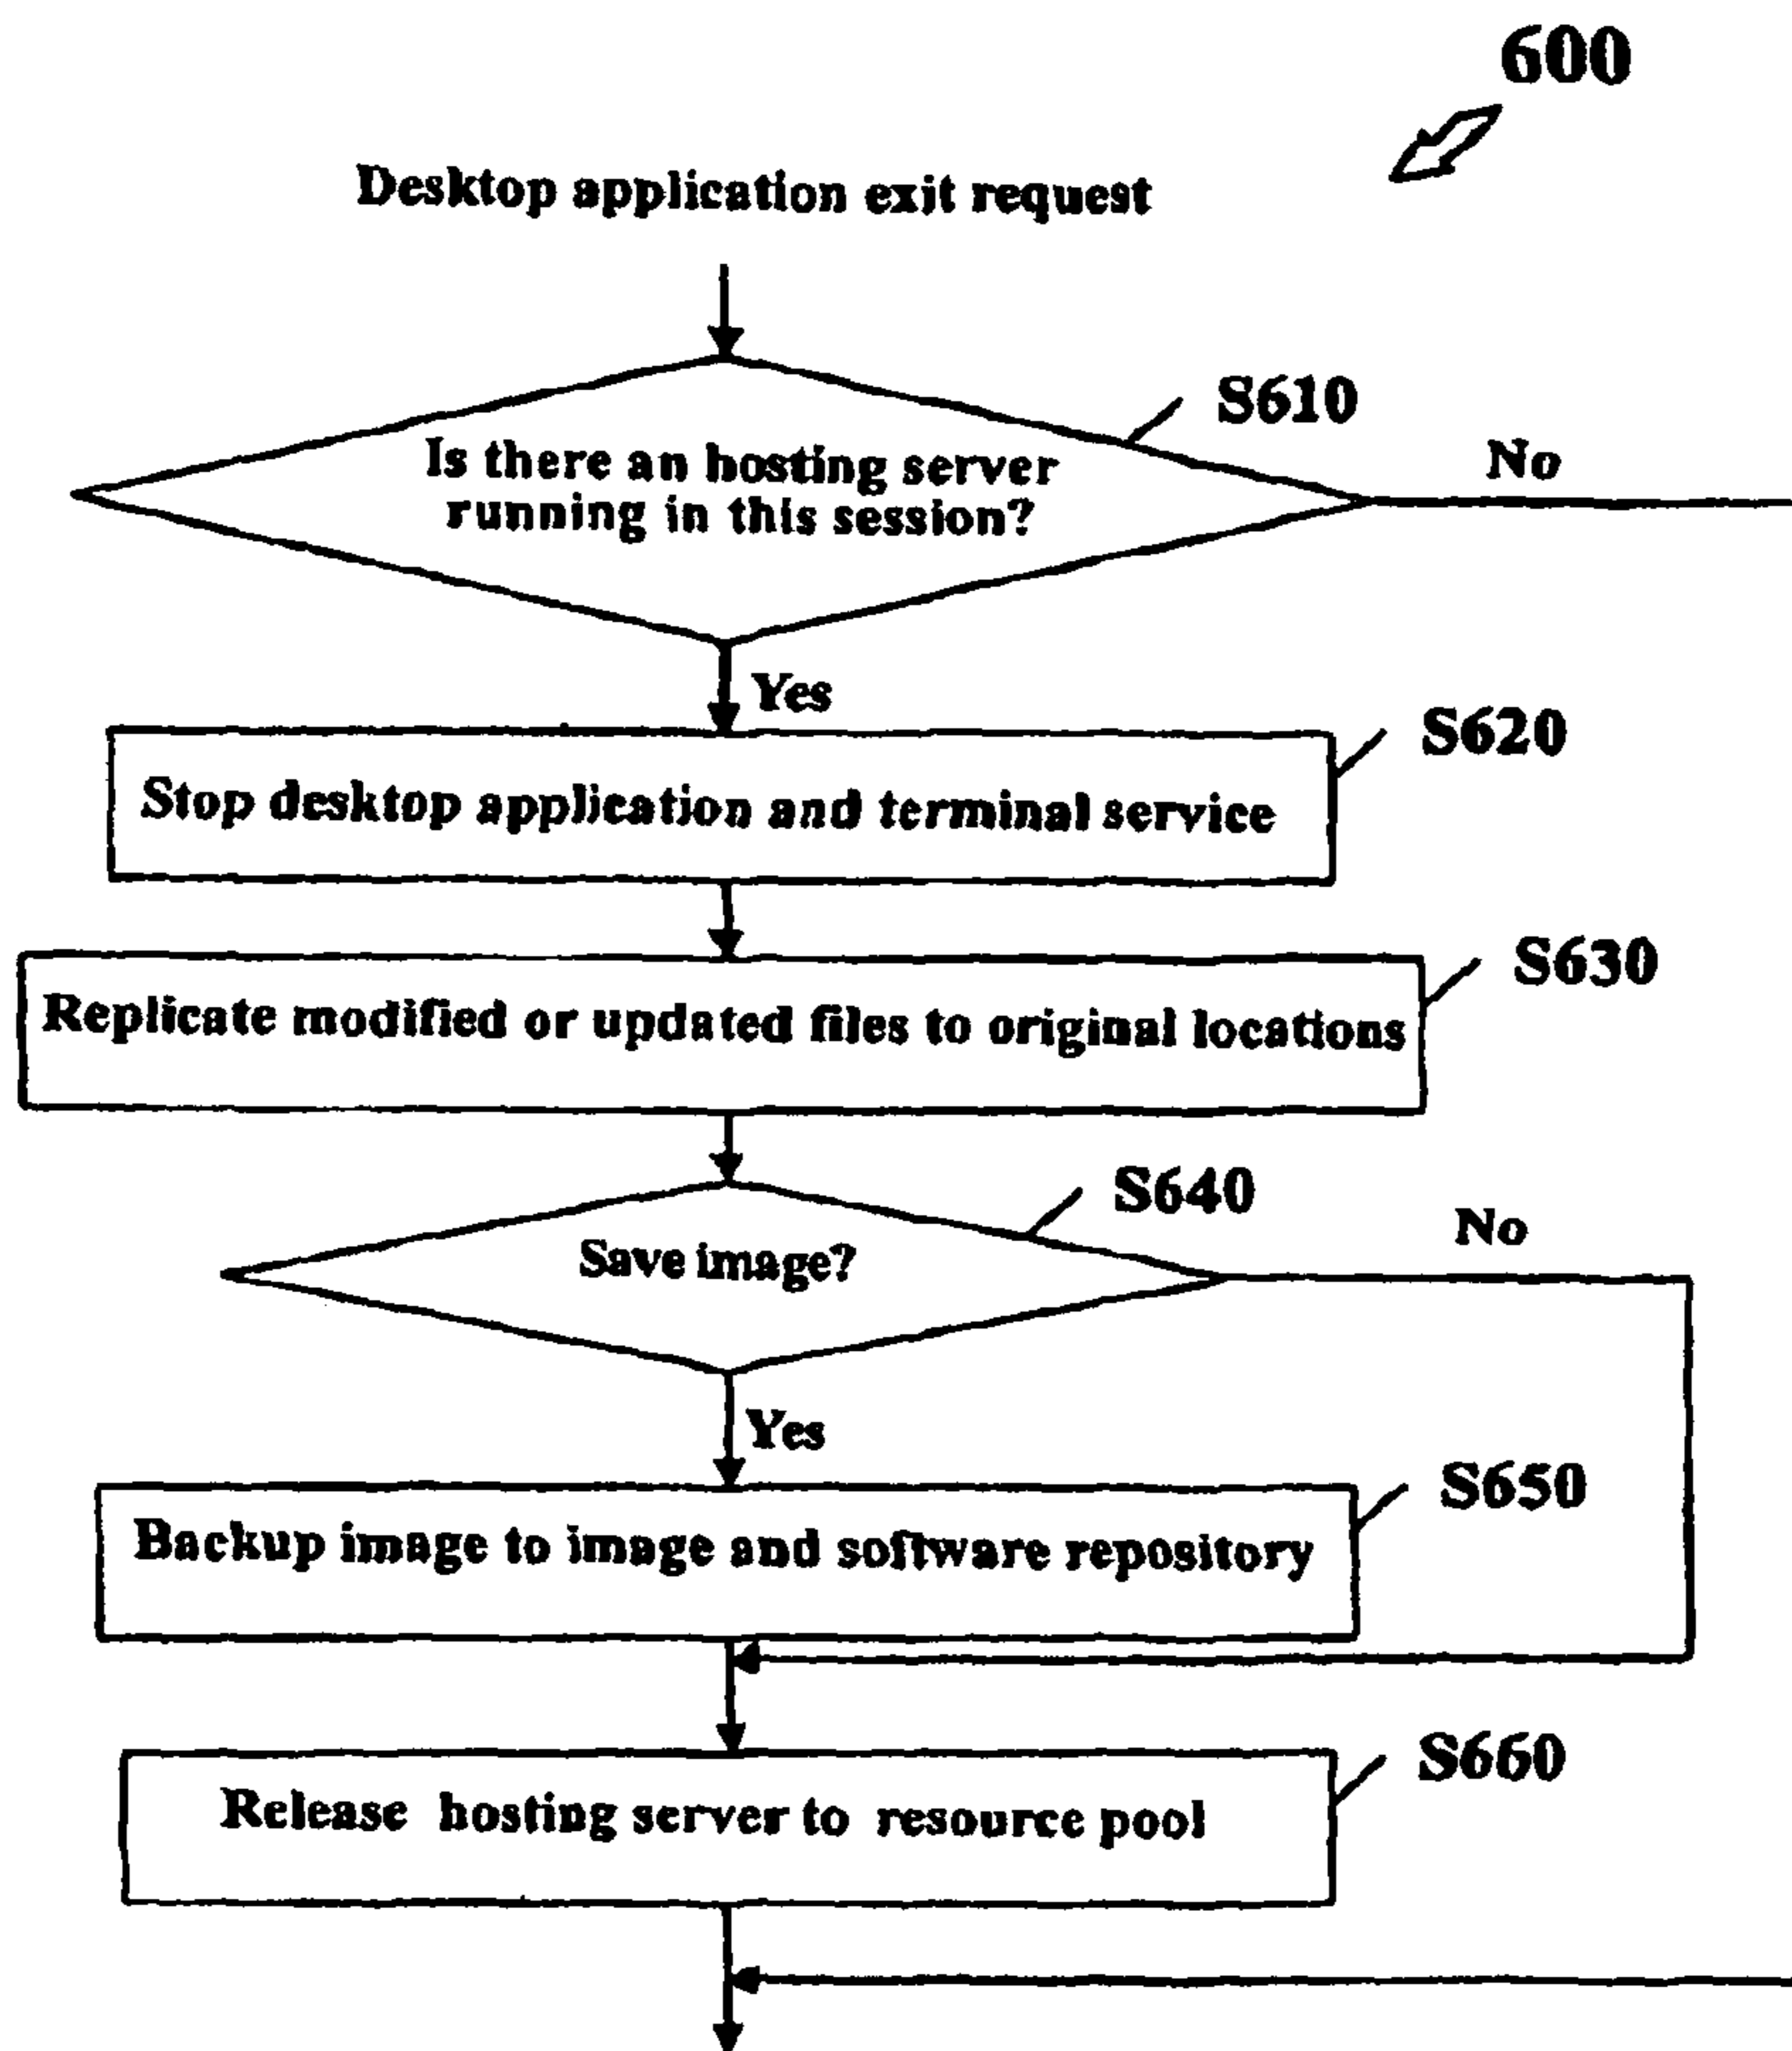 600
Desktop application exit request
S610
Is there an hosting server
running in this session?
No
Yes
S620
Stop desktop application and terminal service
S630
Replicate modified or updated files to original locations
S640
Save image?
No
Yes
S650
Backup image to image and software repository
S660
Release hosting server to resource pool